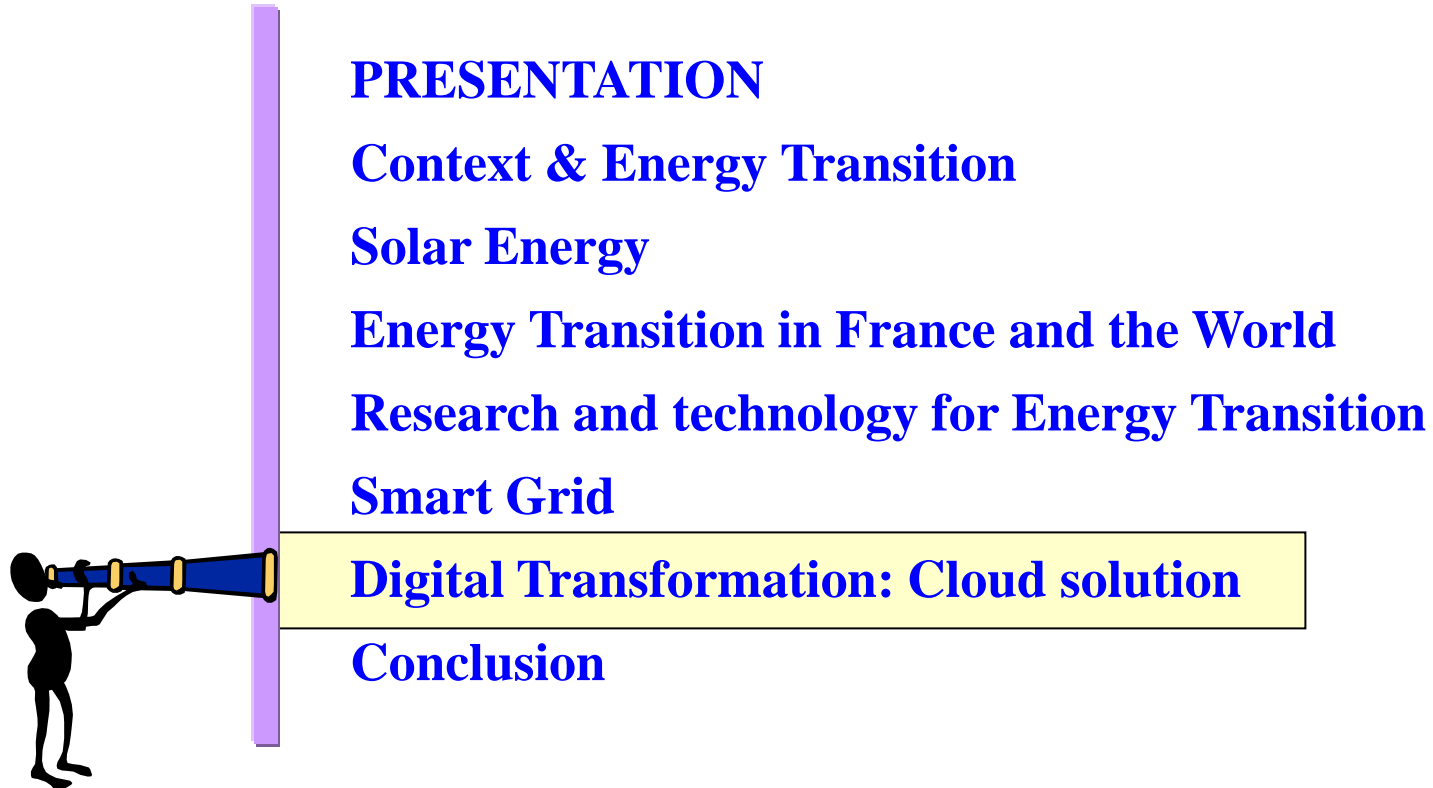 PRESENTATION
Context & Energy Transition
Solar Energy
Energy Transition in France and the World
Research and technology for Energy Transition
Smart Grid
Digital Transformation: Cloud solution
Conclusion